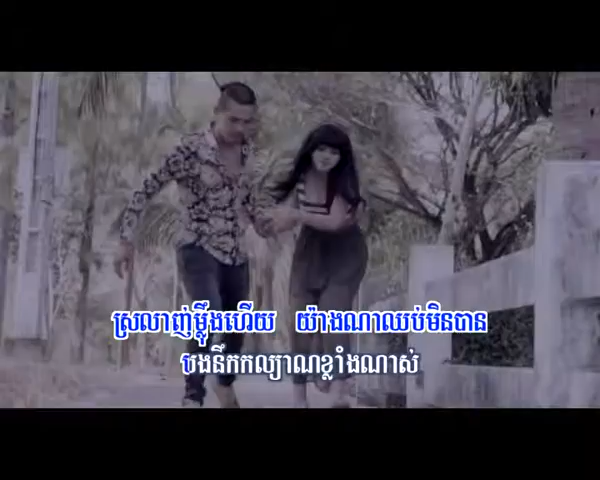 ស្រលាញ់ម្ល៉ឹងហើយ យ៉ាងណាឈប់មិនបាន
បងនឹកកល្យាណខ្លាំងណាស់